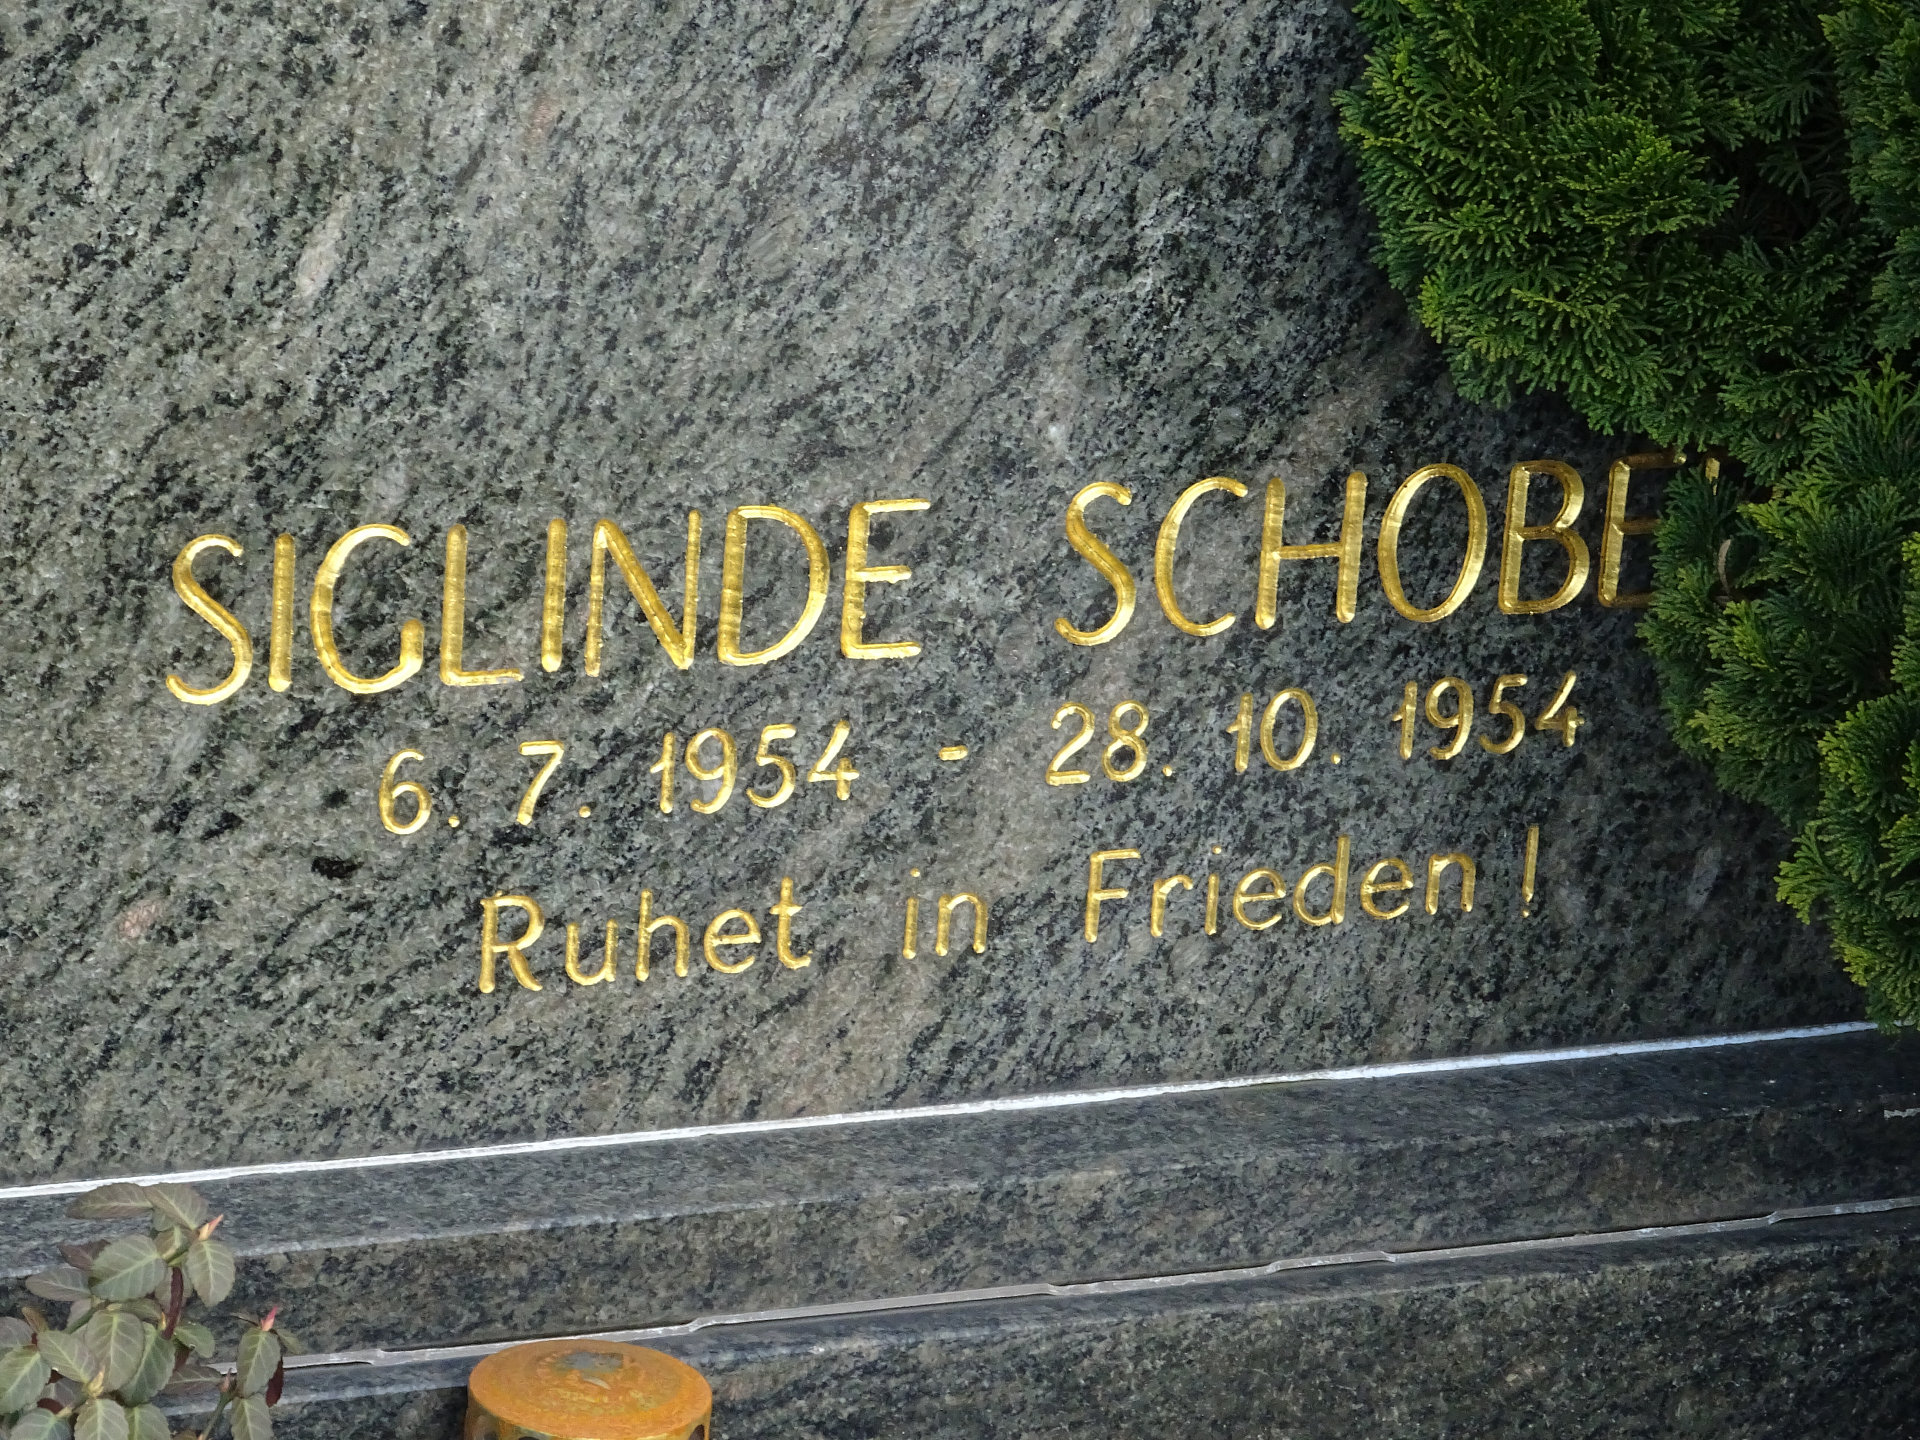 SIGLINDE SCHOBE
6. 7. 1954 - 28. 10. 1954
Ruhet in Frieden!